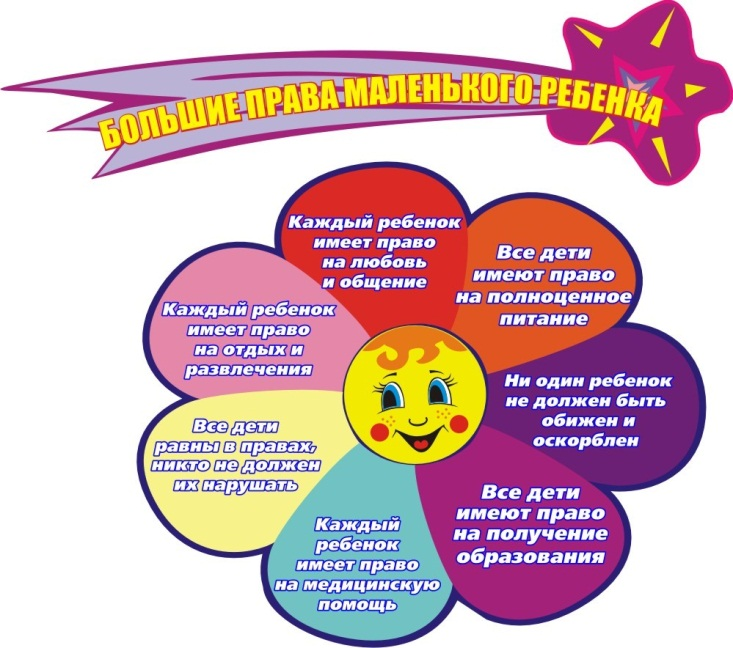 БОЛЬШИЕ ПРАВА МАЛЕНЬКОГО РЕБЕНКА
Каждый ребенок
имеет право
на любовь
и общение
Все дети
имеют право
на полноценное
питание
Ни один ребенок
не должен быть
обижен и
оскорблен
Все дети
имеют право
на получение
образования
Каждый
ребенок
имеет право
на медицинскую
помощь
Все дети
равны в правах,
никто не должен
их нарушать
Каждый ребенок
имеет право
на отдых и
развлечения